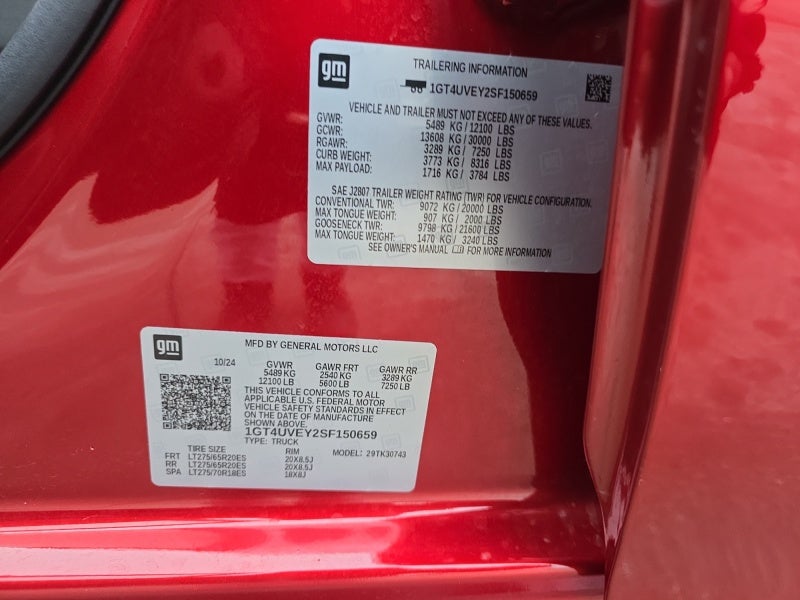 gm
TRAILERING INFORMATION
1GT4UVEY2SF150659
VEHICLE AND TRAILER MUST NOT EXCEED ANY OF THESE VALUES.
GVWR: 5489 KG / 12100 LBS
GCWR: 13608 KG / 30000 LBS
RGAWR: 3289 KG / 7250 LBS
CURB WEIGHT: 3773 KG / 8316 LBS
MAX PAYLOAD: 1716 KG / 3784 LBS
SAE J2807 TRAILER WEIGHT RATING (TWR) FOR VEHICLE CONFIGURATION.
CONVENTIONAL TWR: 9072 KG / 20000 LBS
MAX TONGUE WEIGHT: 907 KG / 2000 LBS
GOOSENECK TWR: 9798 KG / 21600 LBS
MAX TONGUE WEIGHT: 1470 KG / 3240 LBS
SEE OWNER'S MANUAL FOR MORE INFORMATION
gm
MFD BY GENERAL MOTORS LLC
10/24 GVWR GAWR FRT GAWR RR
5489 KG 2540 KG 3289 KG
12100 LB 5600 LB 7250 LB
THIS VEHICLE CONFORMS TO ALL
APPLICABLE U.S. FEDERAL MOTOR
VEHICLE SAFETY STANDARDS IN EFFECT
ON THE DATE OF MANUFACTURE
SHOWN ABOVE.
1GT4UVEY2SF150659
TYPE: TRUCK
TIRE SIZE RIM MODEL: 29TK30743
FRT LT275/65R20ES 20X8.5J
RR LT275/65R20ES 20X8.5J
SPA LT275/70R18ES 18X8J